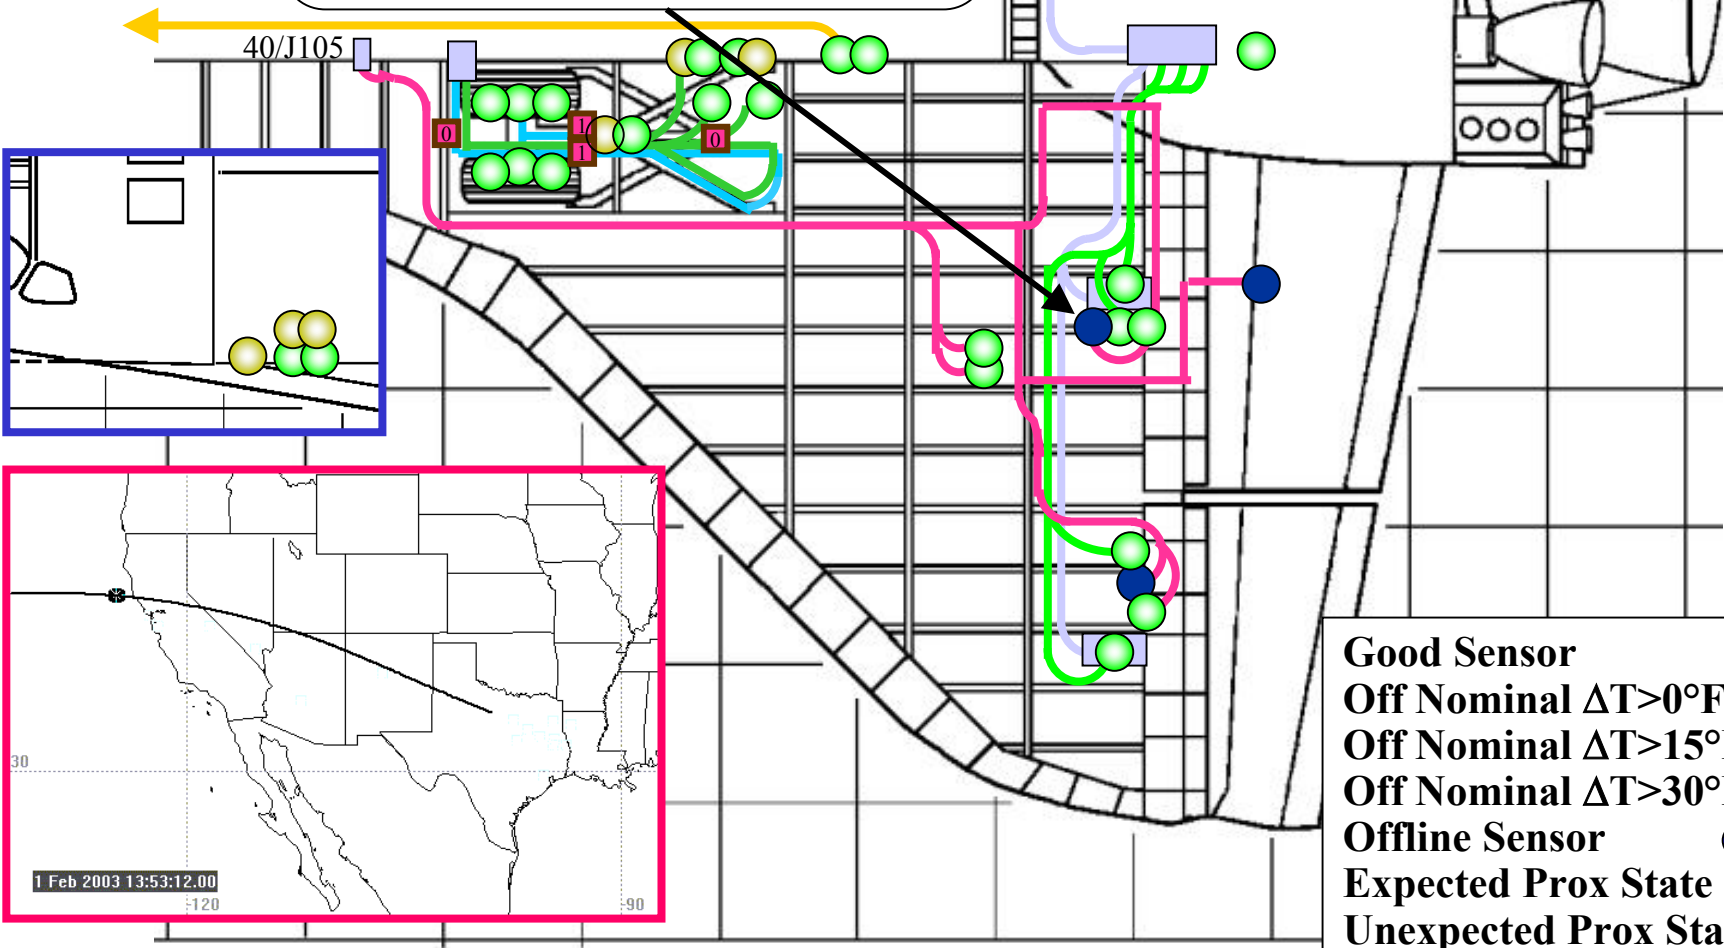 40/J105
0
1
1
0
30
1 Feb 2003 13:53:12.00
-120
-90
Good Sensor
Off Nominal ΔT>0°F
Off Nominal ΔT>15°
Off Nominal ΔT>30°
Offline Sensor
Expected Prox State
Unexpected Prox Sta